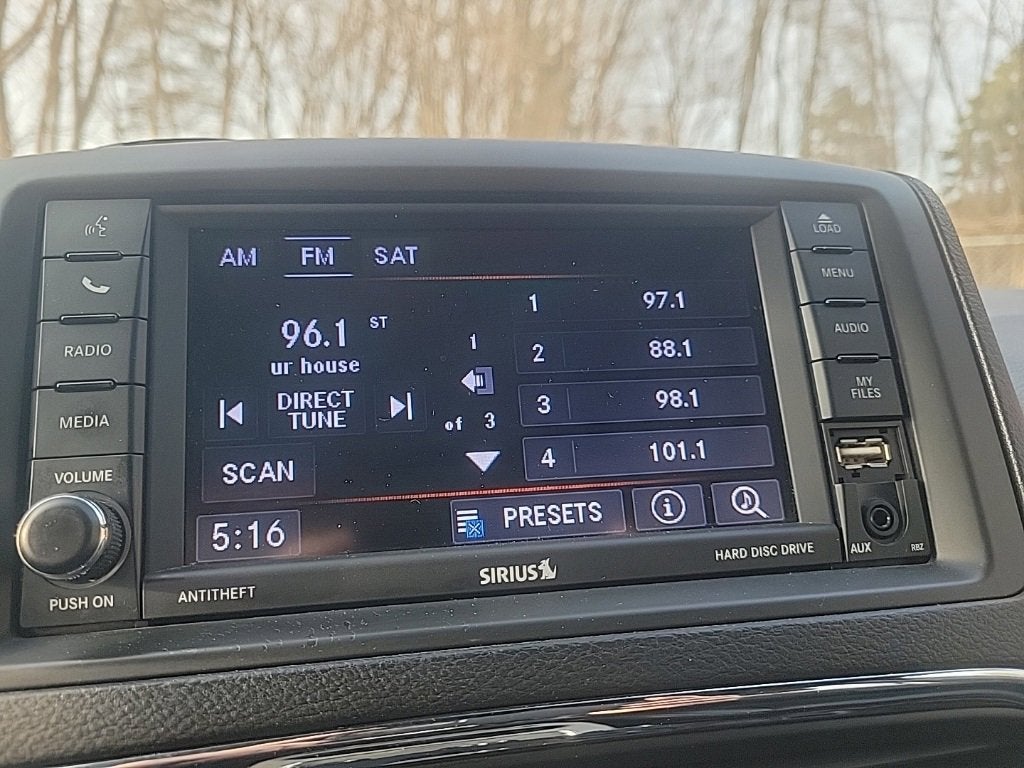 RADIO
MEDIA
VOLUME
PUSH ON
AM FM SAT
96.1 ST
ur house
DIRECT
TUNE
SCAN
5:16
1
of 3
1 97.1
2 88.1
3 98.1
4 101.1
PRESETS
i
LOAD
MENU
AUDIO
MY
FILES
AUX RBZ
ANTITHEFT
SIRIUS
HARD DISC DRIVE